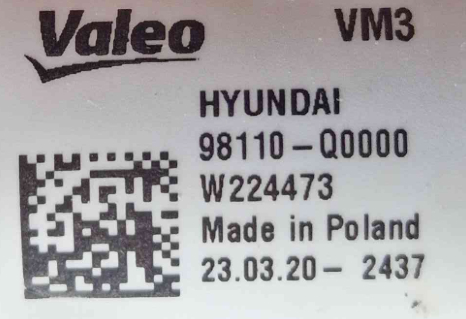 Valeo VM3
HYUNDAI
98110-Q0000
W224473
Made in Poland
23.03.20- 2437